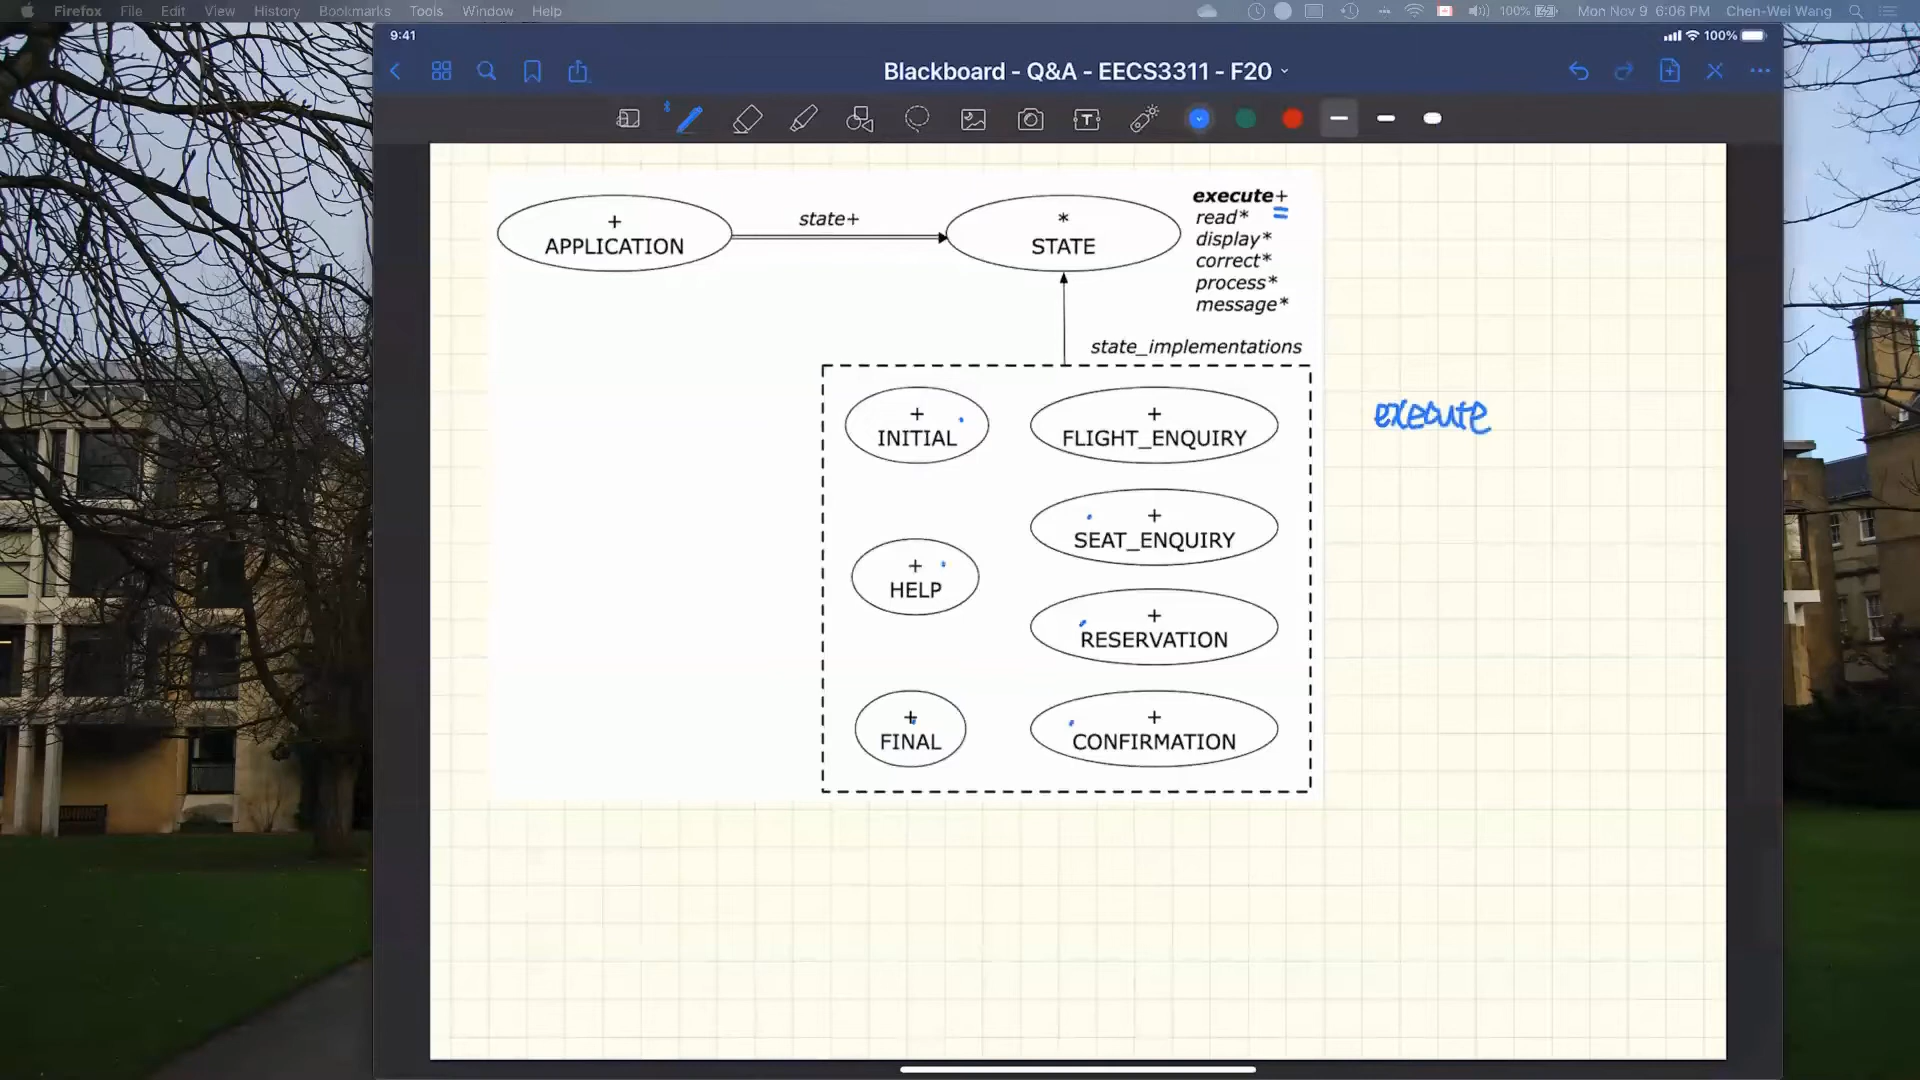 Firefox File Edit View History Bookmarks Tools Window Help 100% Mon Nov 9 6:06 PM Chen-Wei Wang
9:41 100%
Blackboard - Q&A - EECS3311 - F20
+
APPLICATION
state+
*
STATE
execute+
read*
display*
correct*
process*
message*
state_implementations
+
INITIAL
+
FLIGHT_ENQUIRY
execute
+
SEAT_ENQUIRY
+
HELP
+
RESERVATION
+
FINAL
+
CONFIRMATION